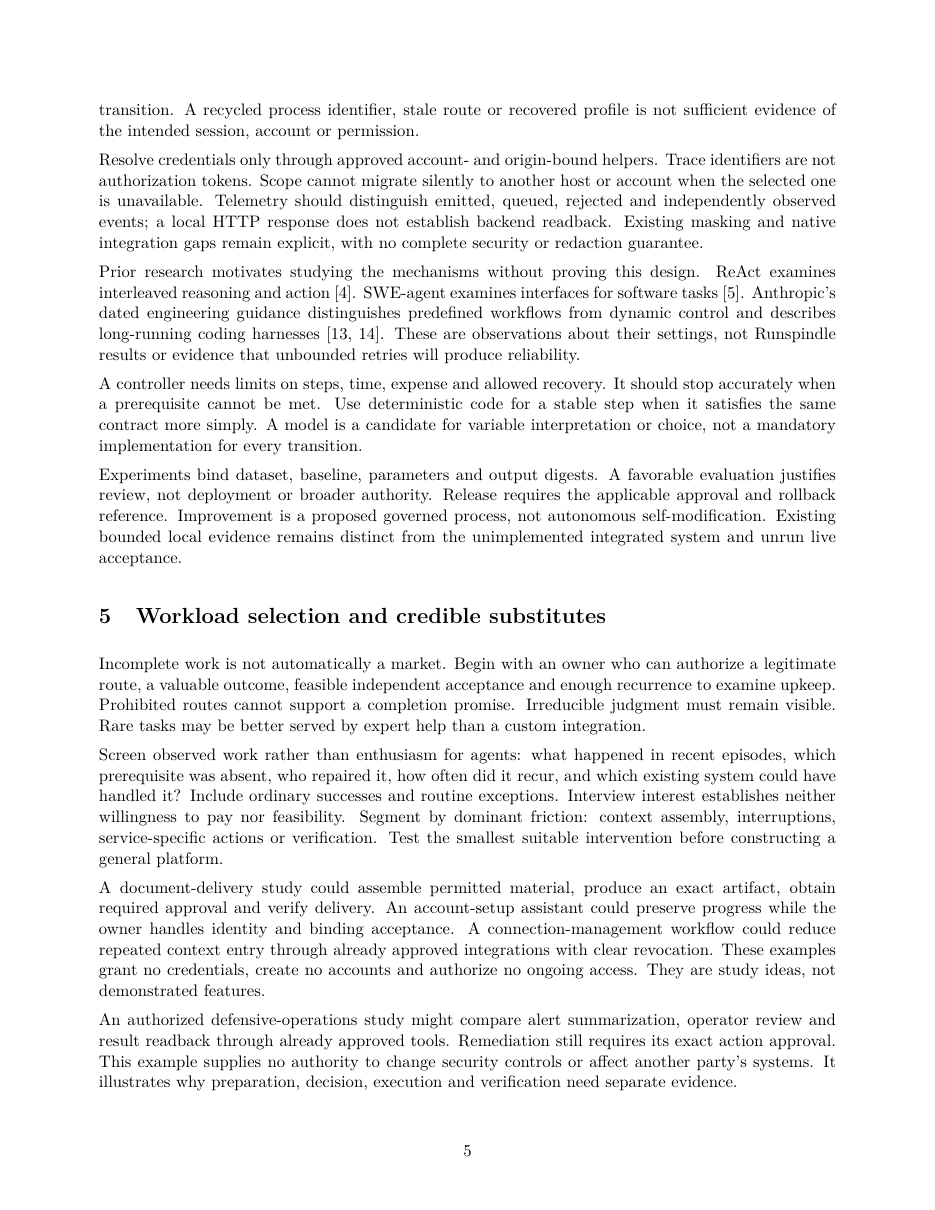 transition. A recycled process identifier, stale route or recovered profile is not sufficient evidence of
the intended session, account or permission.
Resolve credentials only through approved account- and origin-bound helpers. Trace identifiers are not
authorization tokens. Scope cannot migrate silently to another host or account when the selected one
is unavailable. Telemetry should distinguish emitted, queued, rejected and independently observed
events; a local HTTP response does not establish backend readback. Existing masking and native
integration gaps remain explicit, with no complete security or redaction guarantee.
Prior research motivates studying the mechanisms without proving this design. ReAct examines
interleaved reasoning and action [4]. SWE-agent examines interfaces for software tasks [5]. Anthropic's
dated engineering guidance distinguishes predefined workflows from dynamic control and describes
long-running coding harnesses [13, 14]. These are observations about their settings, not Runspindle
results or evidence that unbounded retries will produce reliability.
A controller needs limits on steps, time, expense and allowed recovery. It should stop accurately when
a prerequisite cannot be met. Use deterministic code for a stable step when it satisfies the same
contract more simply. A model is a candidate for variable interpretation or choice, not a mandatory
implementation for every transition.
Experiments bind dataset, baseline, parameters and output digests. A favorable evaluation justifies
review, not deployment or broader authority. Release requires the applicable approval and rollback
reference. Improvement is a proposed governed process, not autonomous self-modification. Existing
bounded local evidence remains distinct from the unimplemented integrated system and unrun live
acceptance.
5 Workload selection and credible substitutes
Incomplete work is not automatically a market. Begin with an owner who can authorize a legitimate
route, a valuable outcome, feasible independent acceptance and enough recurrence to examine upkeep.
Prohibited routes cannot support a completion promise. Irreducible judgment must remain visible.
Rare tasks may be better served by expert help than a custom integration.
Screen observed work rather than enthusiasm for agents: what happened in recent episodes, which
prerequisite was absent, who repaired it, how often did it recur, and which existing system could have
handled it? Include ordinary successes and routine exceptions. Interview interest establishes neither
willingness to pay nor feasibility. Segment by dominant friction: context assembly, interruptions,
service-specific actions or verification. Test the smallest suitable intervention before constructing a
general platform.
A document-delivery study could assemble permitted material, produce an exact artifact, obtain
required approval and verify delivery. An account-setup assistant could preserve progress while the
owner handles identity and binding acceptance. A connection-management workflow could reduce
repeated context entry through already approved integrations with clear revocation. These examples
grant no credentials, create no accounts and authorize no ongoing access. They are study ideas, not
demonstrated features.
An authorized defensive-operations study might compare alert summarization, operator review and
result readback through already approved tools. Remediation still requires its exact action approval.
This example supplies no authority to change security controls or affect another party's systems. It
illustrates why preparation, decision, execution and verification need separate evidence.
5